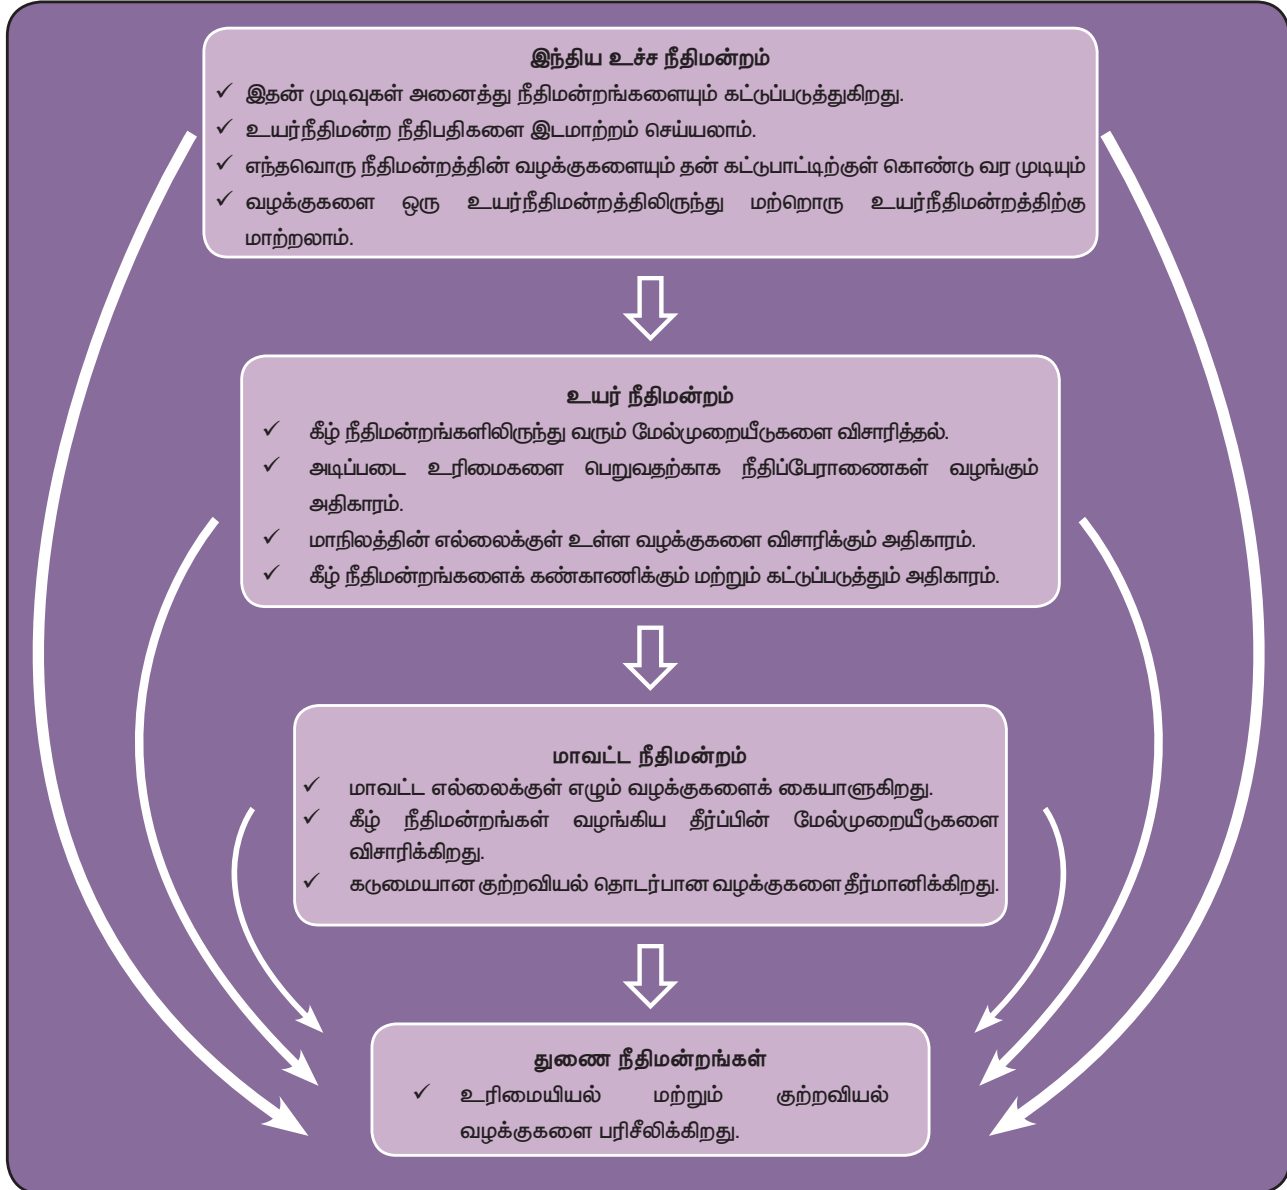 இந்திய உச்ச நீதிமன்றம்
✓ இதன் முடிவுகள் அனைத்து நீதிமன்றங்களையும் கட்டுப்படுத்துகிறது.
✓ உயர்நீதிமன்ற நீதிபதிகளை இடமாற்றம் செய்யலாம்.
✓ எந்தவொரு நீதிமன்றத்தின் வழக்குகளையும் தன் கட்டுபாட்டிற்குள் கொண்டு வர முடியும்
✓ வழக்குகளை ஒரு உயர்நீதிமன்றத்திலிருந்து மற்றொரு உயர்நீதிமன்றத்திற்கு
மாற்றலாம்.
உயர் நீதிமன்றம்
✓ கீழ் நீதிமன்றங்களிலிருந்து வரும் மேல்முறையீடுகளை விசாரித்தல்.
✓ அடிப்படை உரிமைகளை பெறுவதற்காக நீதிப்பேராணைகள் வழங்கும்
அதிகாரம்.
✓ மாநிலத்தின் எல்லைக்குள் உள்ள வழக்குகளை விசாரிக்கும் அதிகாரம்.
✓ கீழ் நீதிமன்றங்களைக் கண்காணிக்கும் மற்றும் கட்டுப்படுத்தும் அதிகாரம்.
மாவட்ட நீதிமன்றம்
✓ மாவட்ட எல்லைக்குள் எழும் வழக்குகளைக் கையாளுகிறது.
✓ கீழ் நீதிமன்றங்கள் வழங்கிய தீர்ப்பின் மேல்முறையீடுகளை
விசாரிக்கிறது.
✓ கடுமையான குற்றவியல் தொடர்பான வழக்குகளை தீர்மானிக்கிறது.
துணை நீதிமன்றங்கள்
✓ உரிமையியல் மற்றும் குற்றவியல்
வழக்குகளை பரிசீலிக்கிறது.